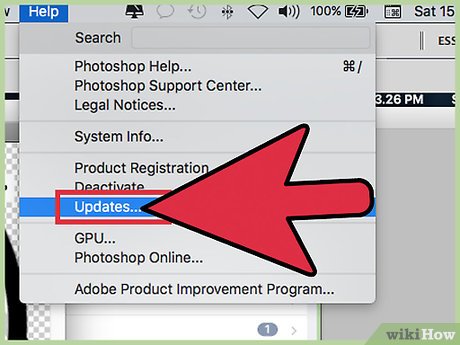 Help
100%
Sat 15
Search
ESS
Photoshop Help... ⌘/
Photoshop Support Center...
Legal Notices...
3.26 PM
System Info...
Product Registration
Deactivate
Updates...
GPU...
Photoshop Online...
Adobe Product Improvement Program...
1
wikiHow